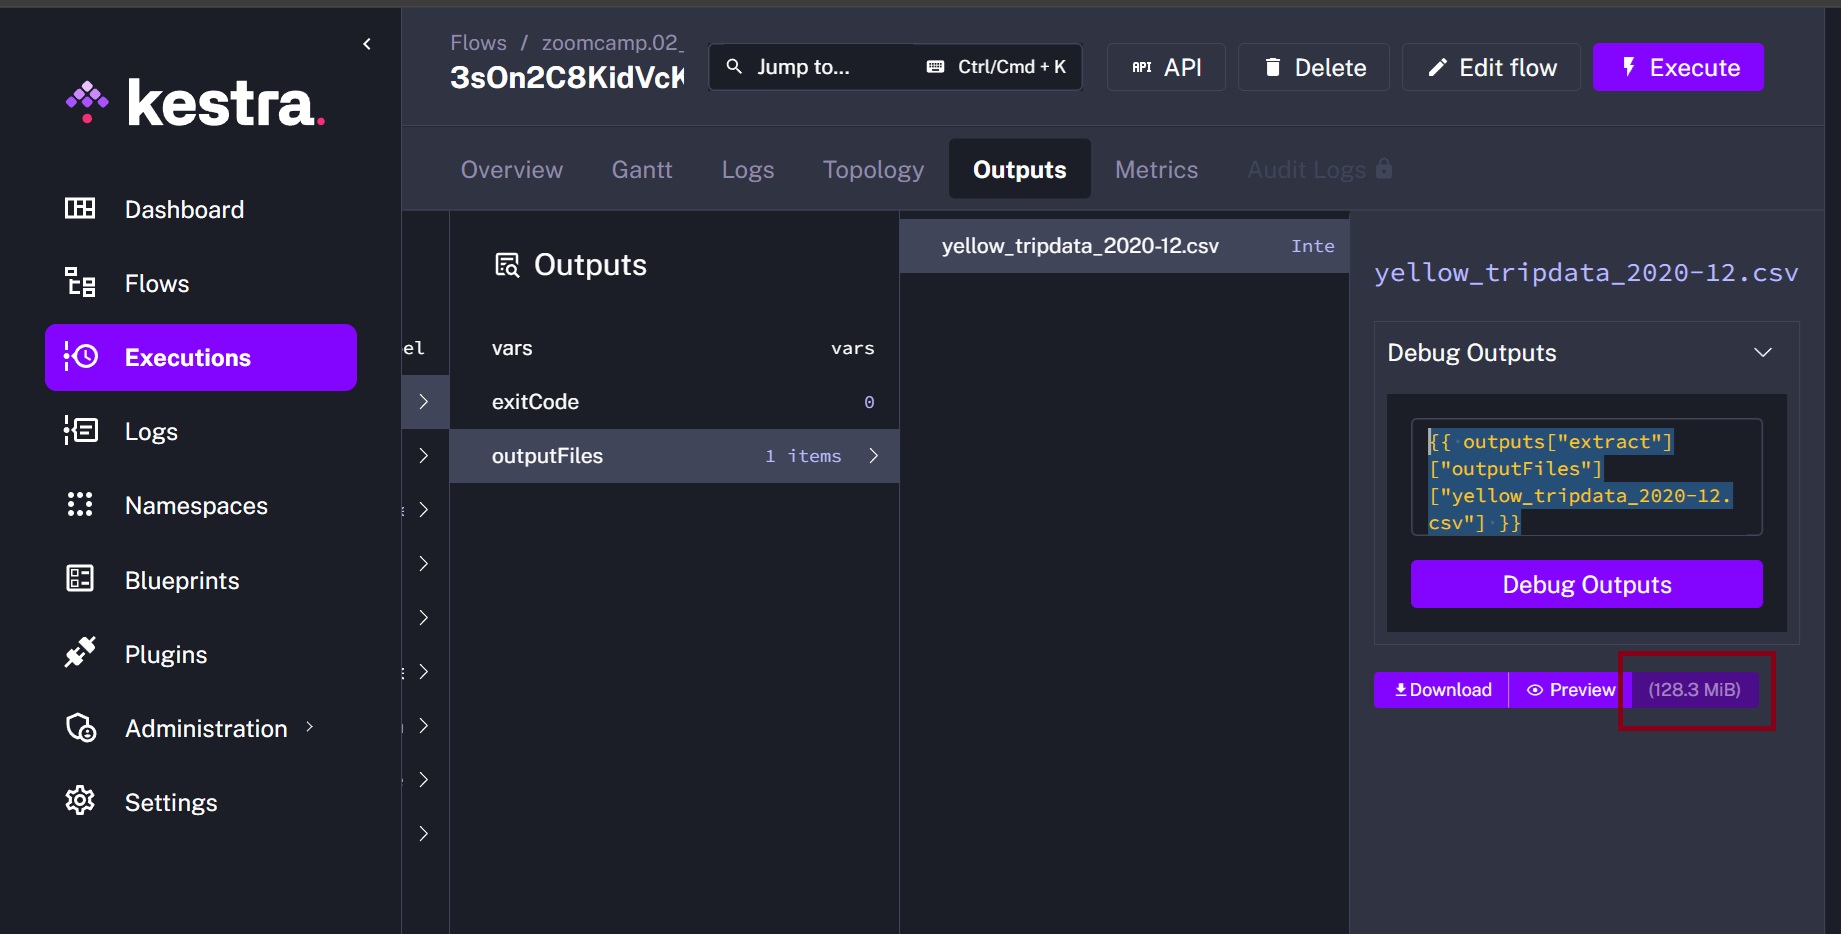 kestra.
Dashboard
Flows
Executions
Logs
Namespaces
Blueprints
Plugins
Administration
Settings
Flows / zoomcamp.02_
3sOn2C8KidVcK
Jump to...
Ctrl/Cmd + K
API API
Delete
Edit flow
Execute
Overview
Gantt
Logs
Topology
Outputs
Metrics
Audit Logs
el
Outputs
vars vars
exitCode 0
outputFiles 1 items
yellow_tripdata_2020-12.csv Inte
yellow_tripdata_2020-12.csv
Debug Outputs
{{ outputs["extract"]
["outputFiles"]
["yellow_tripdata_2020-12.
csv"] }}
Debug Outputs
Download
Preview
(128.3 MiB)